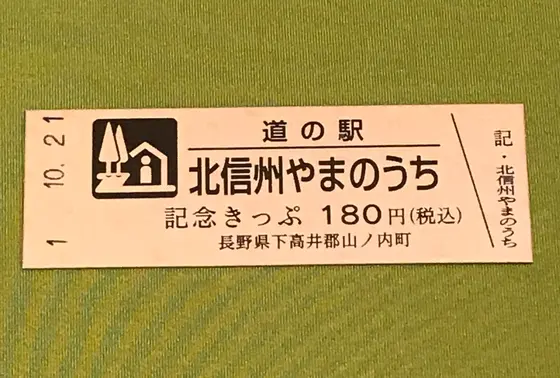 1 10.21
道の駅
北信州やまのうち
記念きっぷ 180円(税込)
長野県下高井郡山ノ内町
記・北信州やまのうち